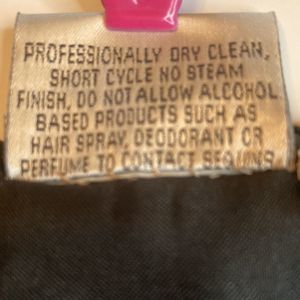 PROFESSIONALLY DRY CLEAN,
SHORT CYCLE NO STEAM
FINISH, DO NOT ALLOW ALCOHOL
BASED PRODUCTS SUCH AS
HAIR SPRAY, DEODORANT OR
PERFUME TO CONTACT SEQUINS